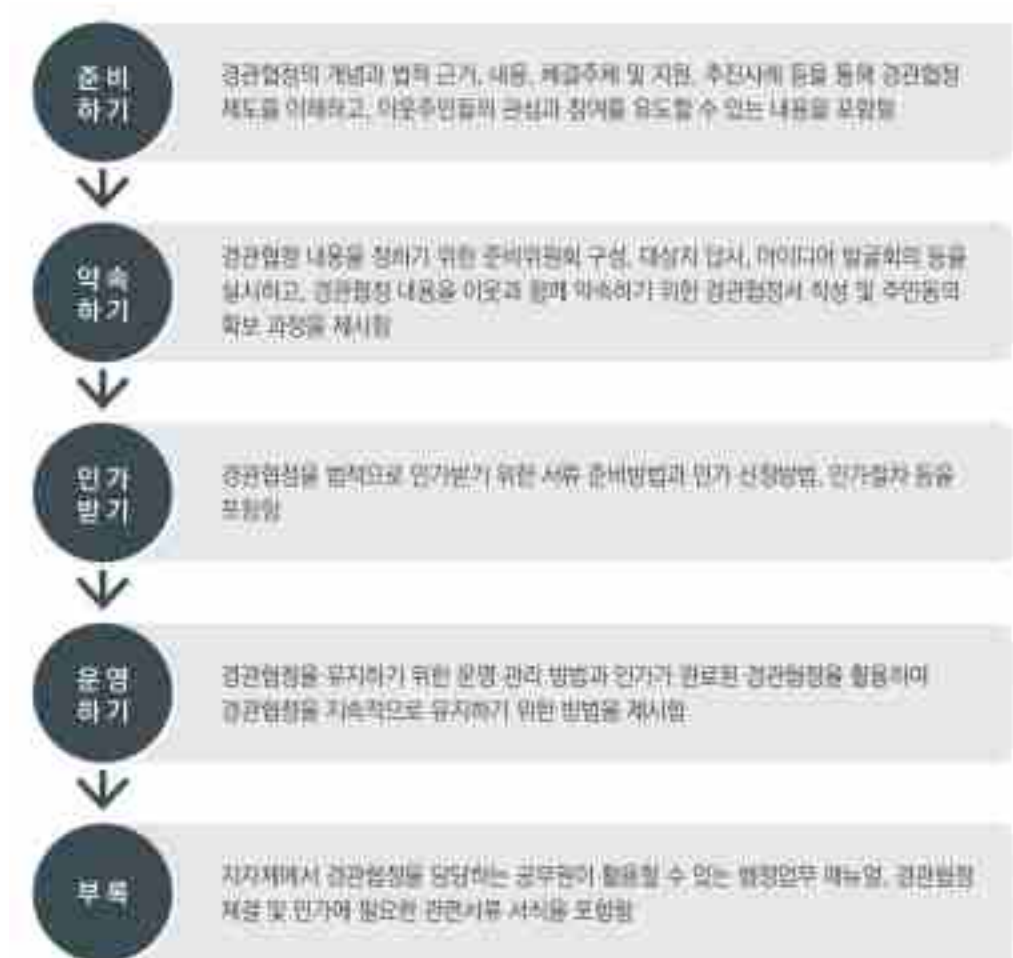 준비
하기
경관협정의 개념과 법적 근거, 내용, 체결주체 및 지원, 추진사례 등을 통해 경관협정
제도를 이해하고, 이웃주민들의 관심과 참여를 유도할 수 있는 내용을 포함함
약속
하기
경관협정 내용을 정하기 위한 준비위원회 구성, 대상지 답사, 아이디어 발굴회의 등을
실시하고, 경관협정 내용을 이웃과 함께 약속하기 위한 경관협정서 작성 및 주민동의
확보 과정을 제시함
인가
받기
경관협정을 법적으로 인가받기 위한 서류 준비방법과 인가 신청방법, 인가절차 등을
포함함
운영
하기
경관협정을 유지하기 위한 운영·관리 방법과 인가가 완료된 경관협정을 활용하여
경관협정을 지속적으로 유지하기 위한 방법을 제시함
부록
지자체에서 경관협정을 담당하는 공무원이 활용할 수 있는 행정업무 매뉴얼, 경관협정
체결 및 인가에 필요한 관련서류 서식을 포함함